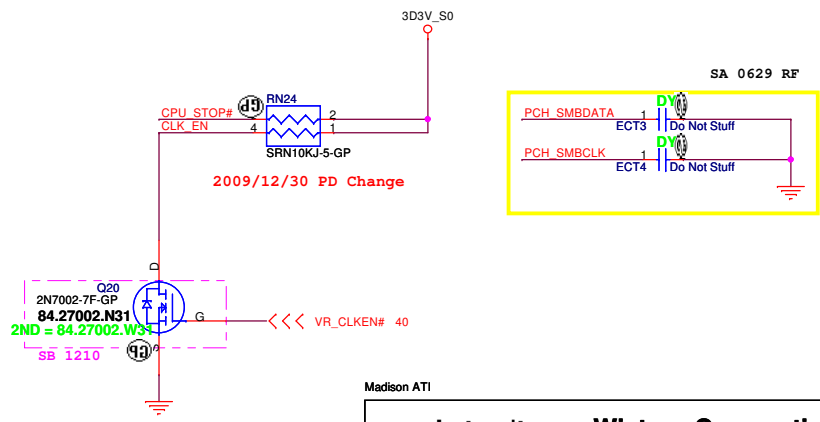 3D3V_S0
SA 0629 RF
RN24
CPU_STOP#
2
CLK_EN
4
1
SRN10KJ-5-GP
2009/12/30 PD Change
DY
PCH_SMBDATA
1
ECT3
Do Not Stuff
DY
PCH_SMBCLK
1
ECT4
Do Not Stuff
D
Q20
2N7002-7F-GP
84.27002.N31
2ND = 84.27002.W31
G
VR_CLKEN# 40
GP
S
SB 1210
Madison ATI